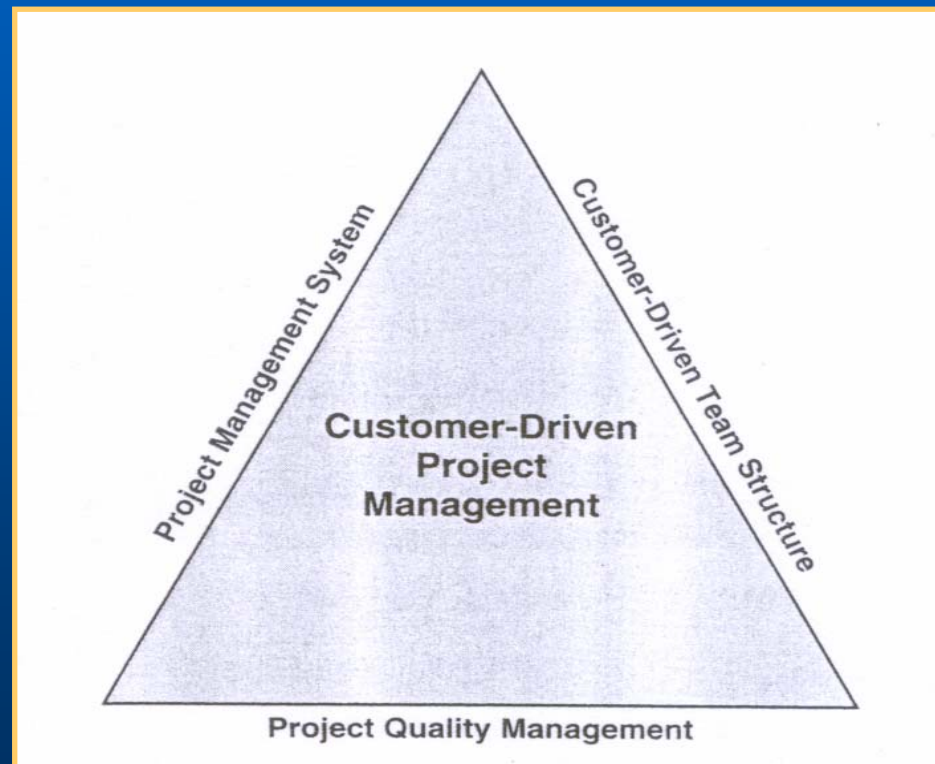 Project Management System
Customer-Driven Team Structure
Customer-Driven
Project
Management
Project Quality Management